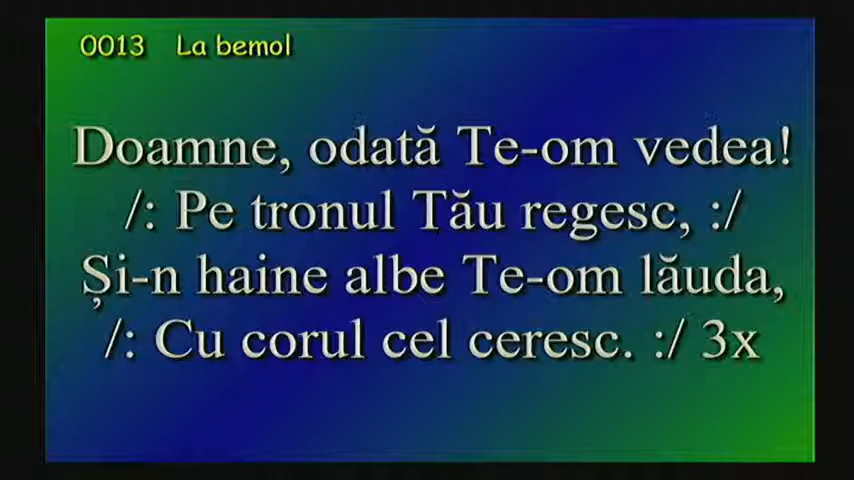 0013 La bemol
Doamne, odată Te-om vedea!
/: Pe tronul Tău regesc, :/
Și-n haine albe Te-om lăuda,
/: Cu corul cel ceresc. :/ 3x